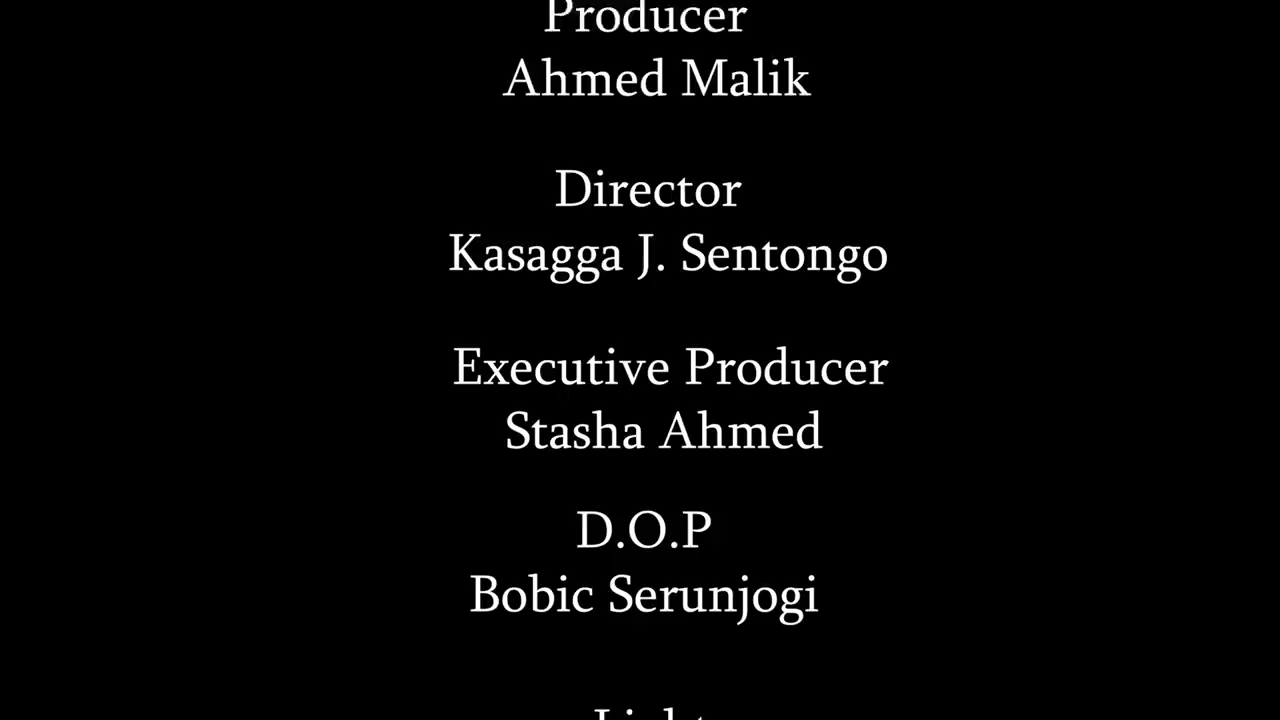 Producer
Ahmed Malik
Director
Kasagga J. Sentongo
Executive Producer
Stasha Ahmed
D.O.P
Bobic Serunjogi